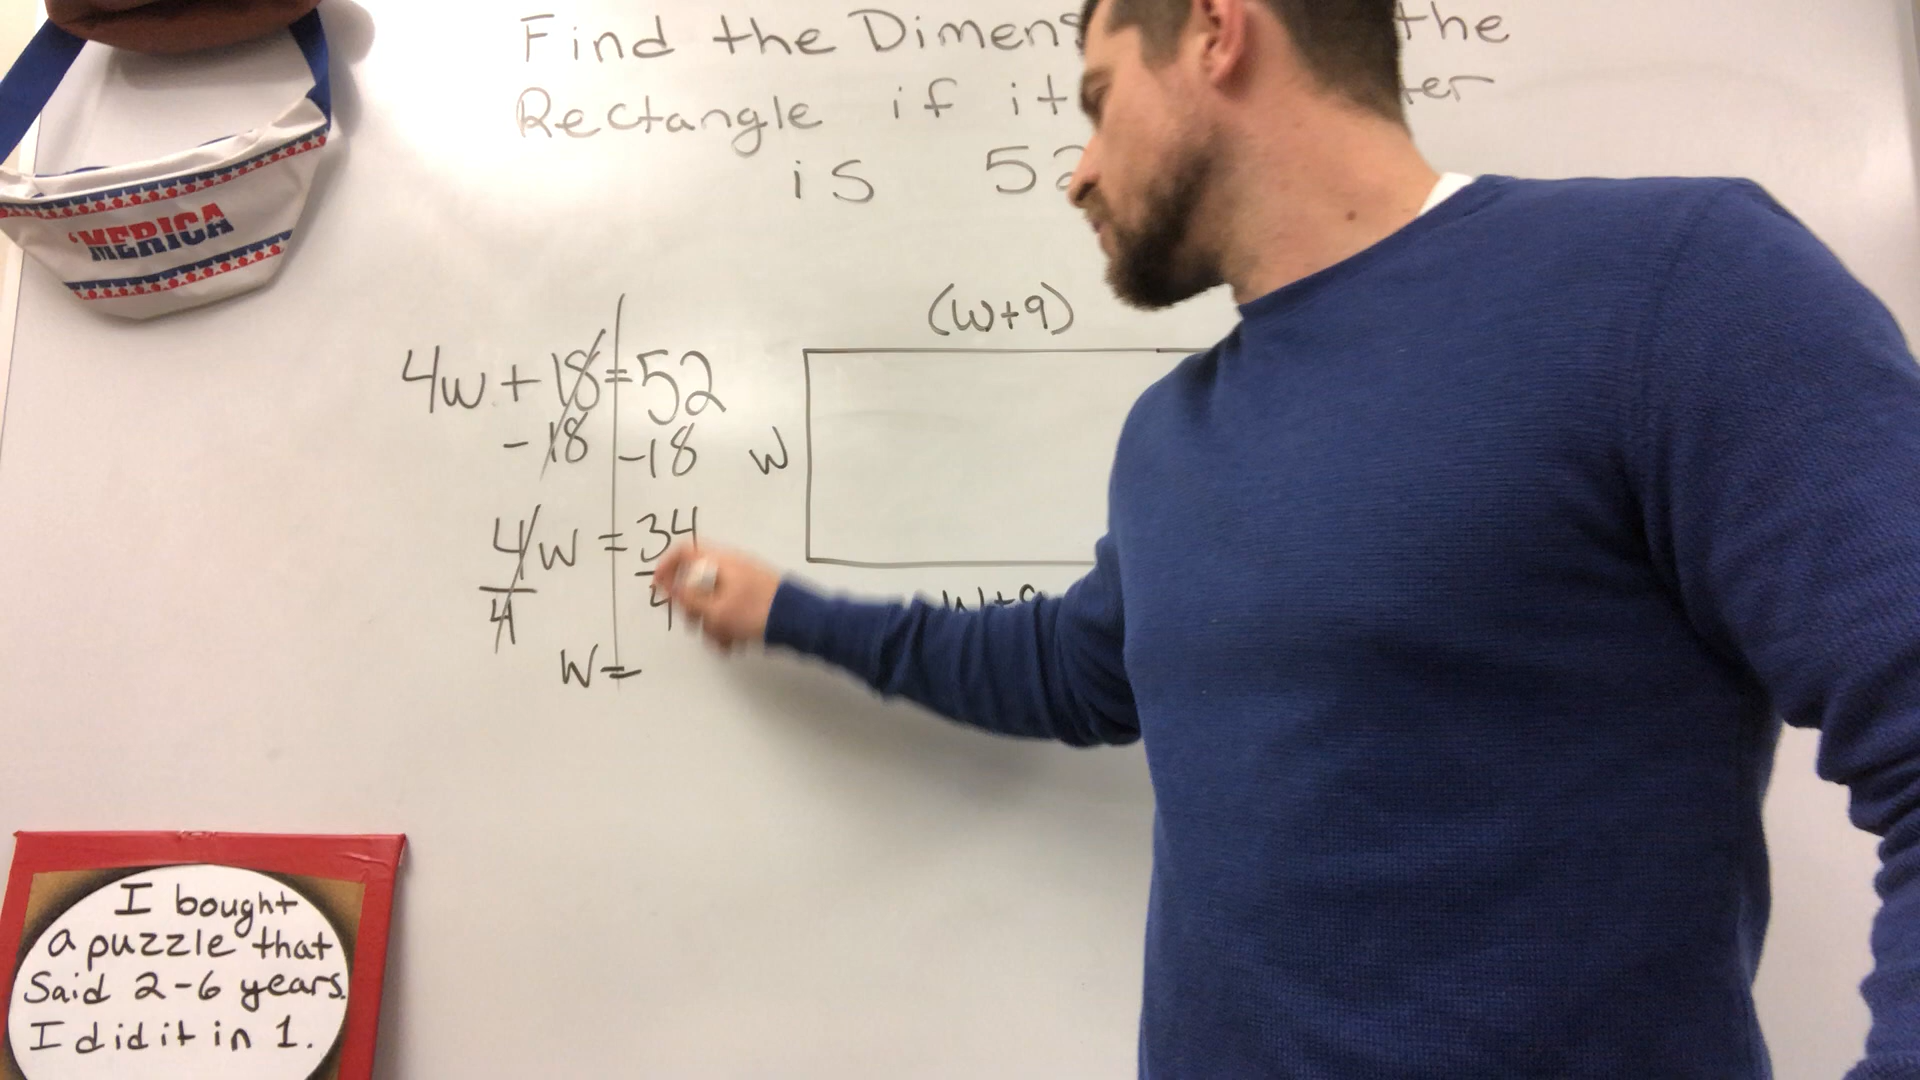 Find the Dimens the
Rectangle if it ter
is 52
'MERICA
(w+9)
4w + 18 = 52
- 18 -18
w
4w = 34
4 4
w+9
w =
I bought
a puzzle that
Said 2-6 years.
I did it in 1.